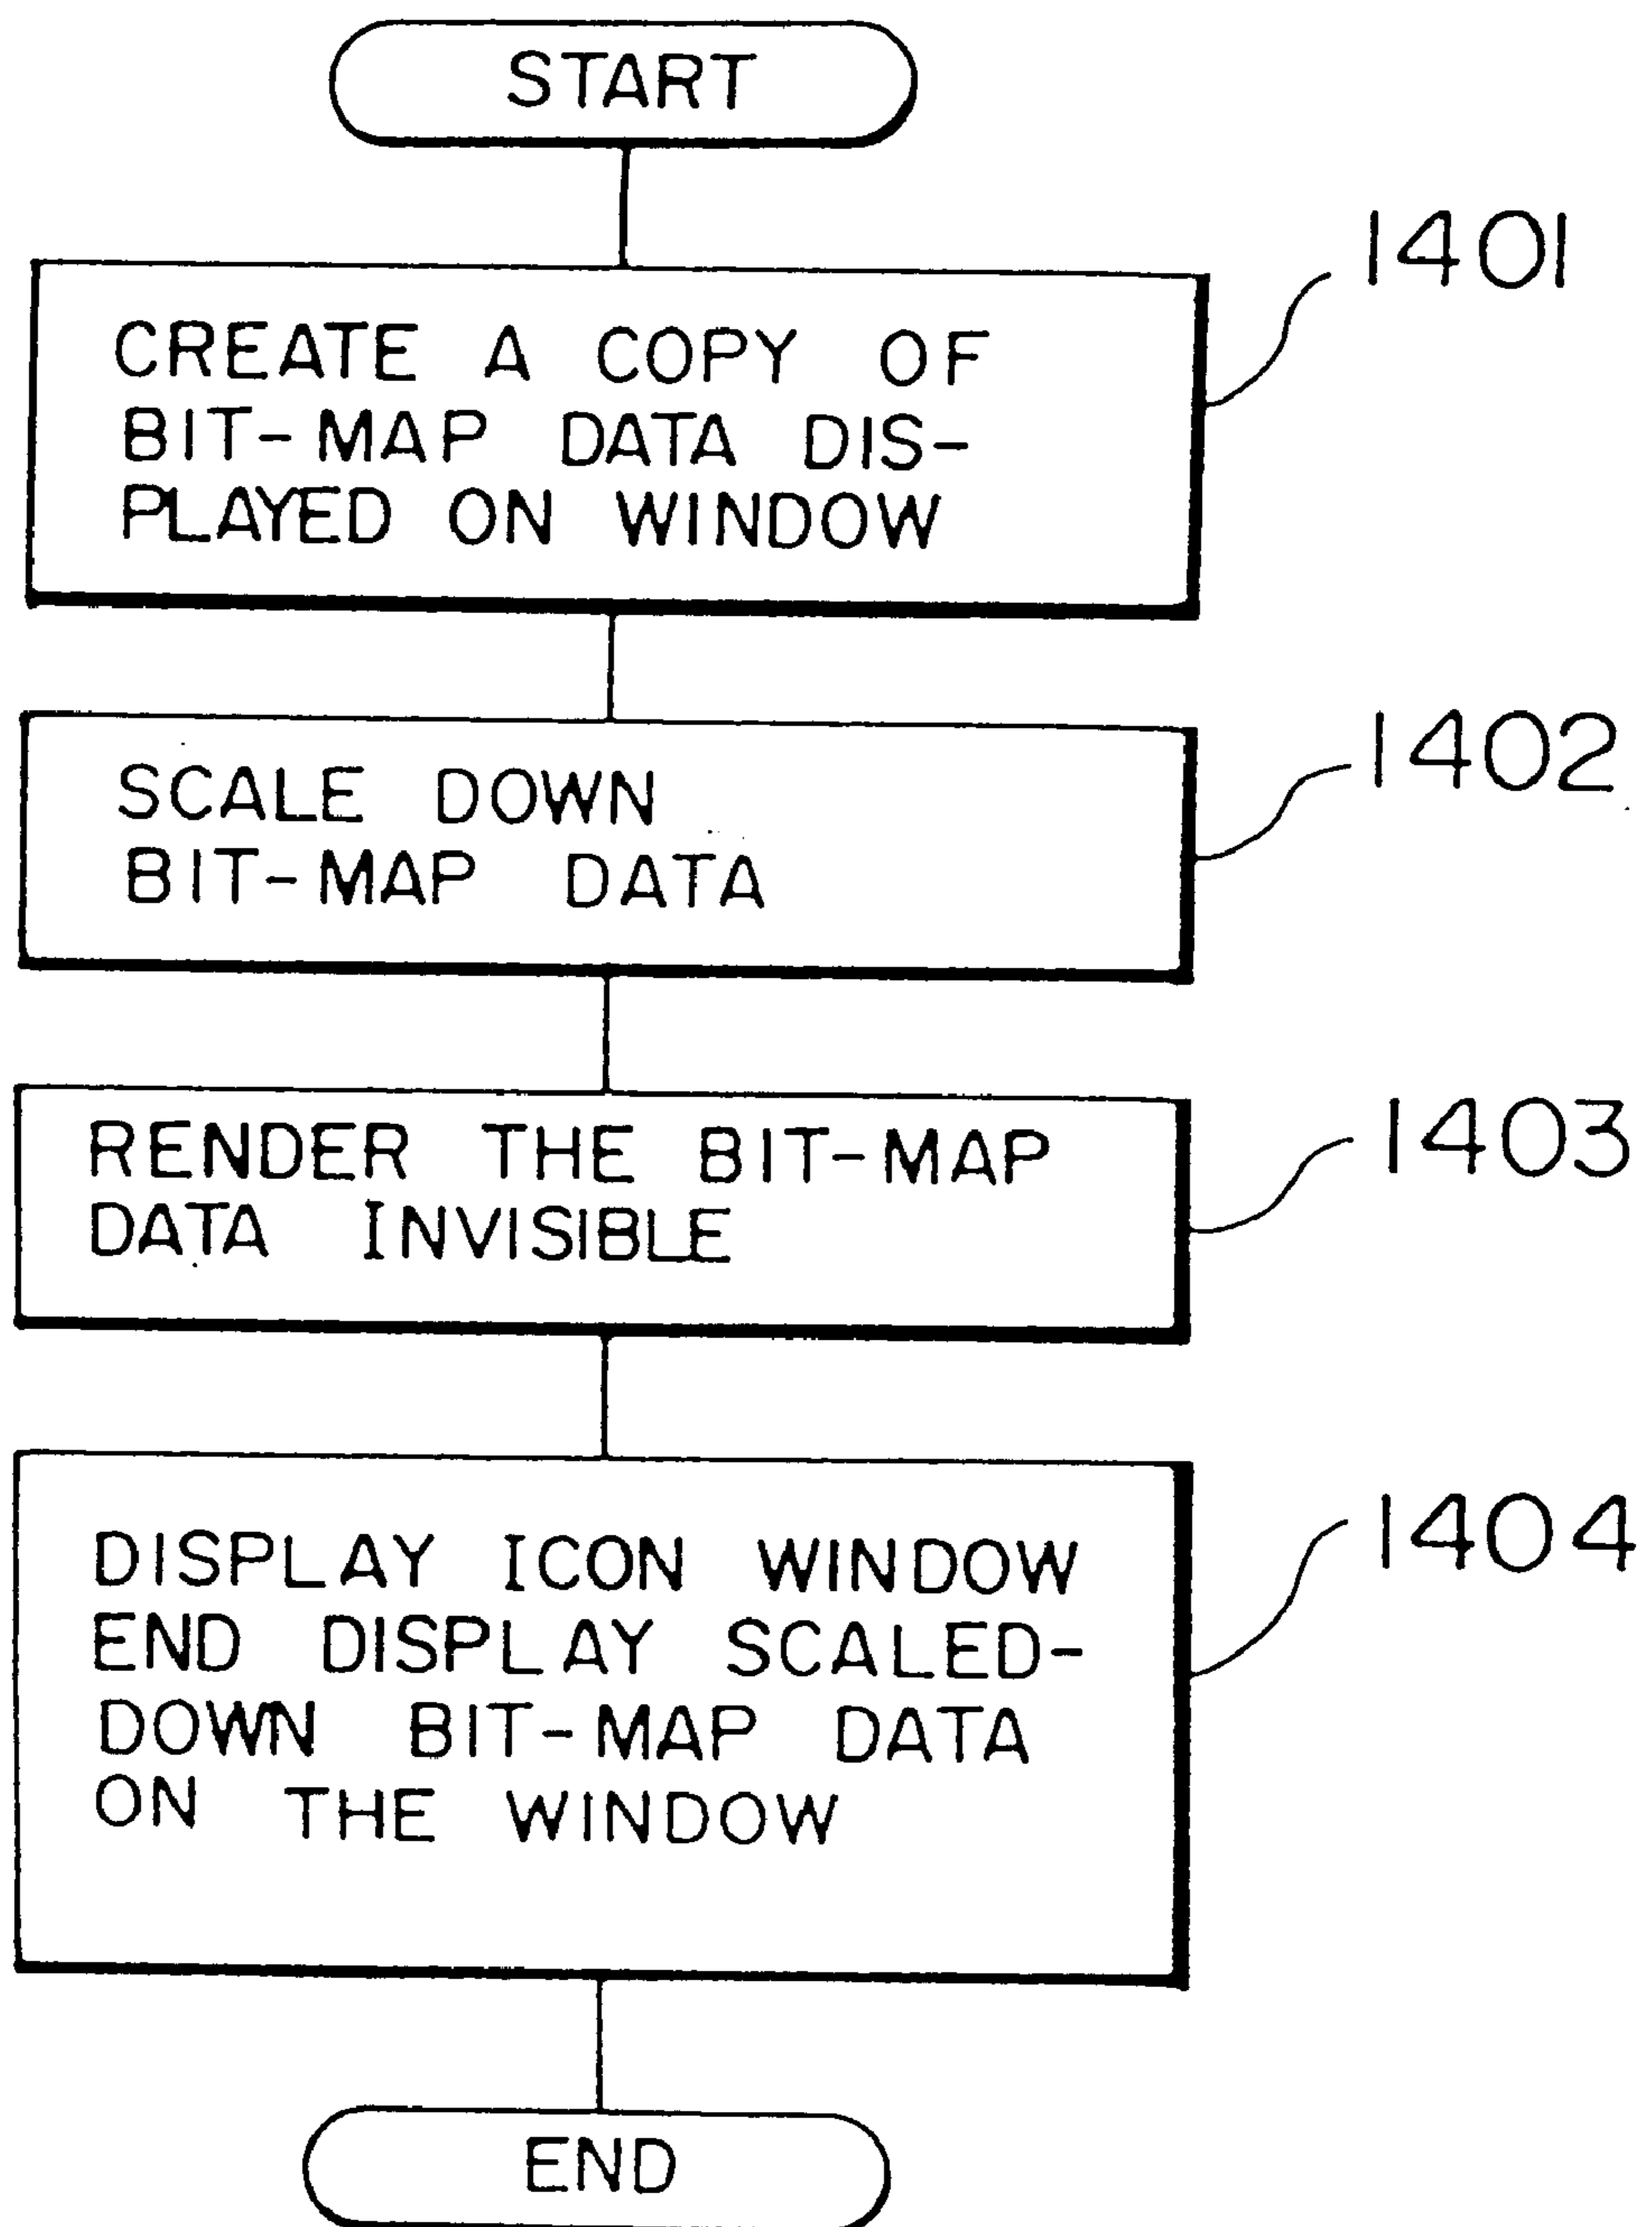 START
1401
CREATE A COPY OF
BIT-MAP DATA DIS-
PLAYED ON WINDOW
1402
SCALE DOWN
BIT-MAP DATA
1403
RENDER THE BIT-MAP
DATA INVISIBLE
1404
DISPLAY ICON WINDOW
END DISPLAY SCALED-
DOWN BIT-MAP DATA
ON THE WINDOW
END